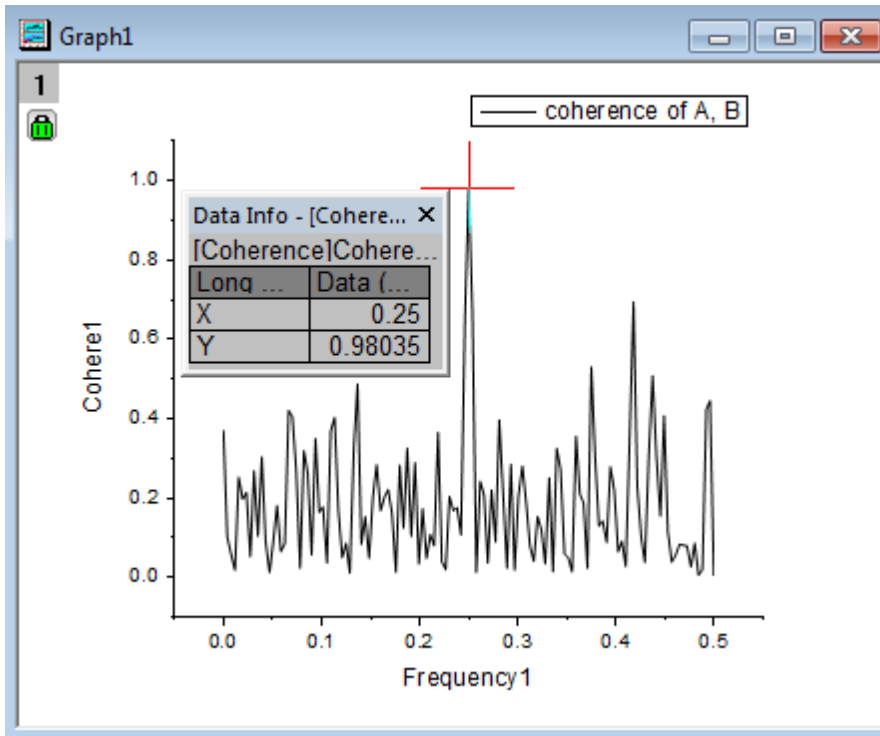 Graph1
1
coherence of A, B
Data Info - [Cohere...
[Coherence]Cohere...
Long ... Data (...
X 0.25
Y 0.98035
Cohere1
1.0
0.8
0.6
0.4
0.2
0.0
0.0 0.1 0.2 0.3 0.4 0.5
Frequency1